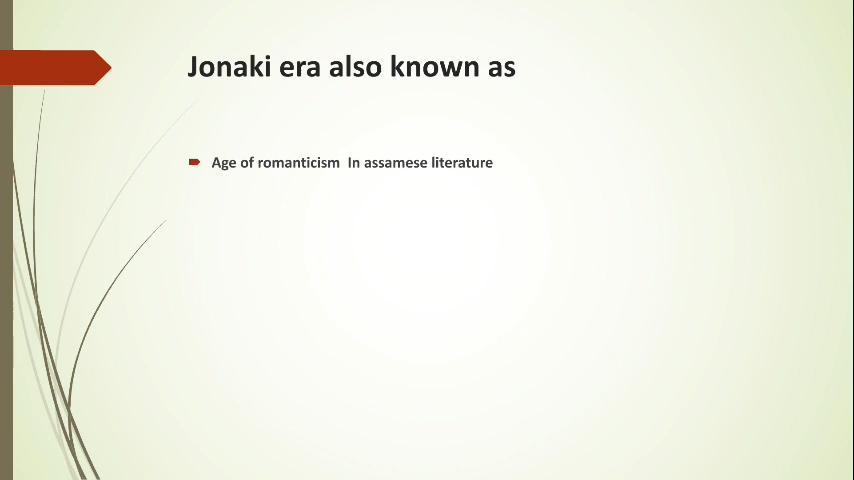 Jonaki era also known as
Age of romanticism In assamese literature